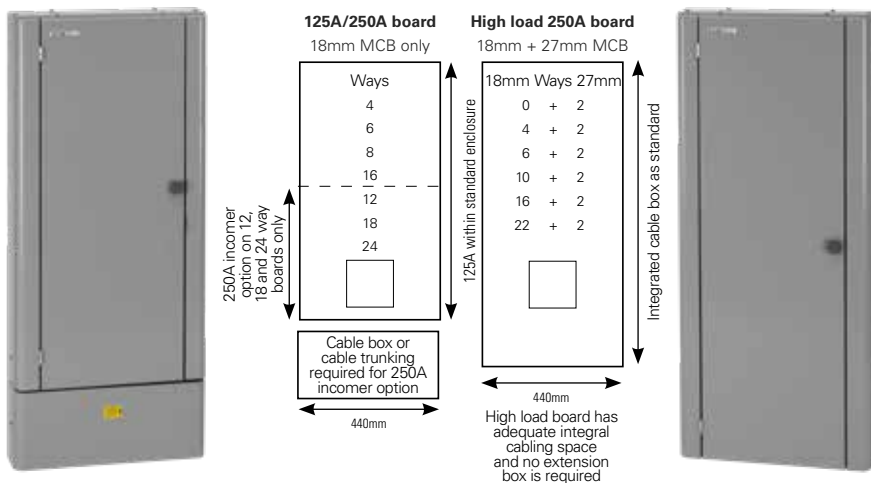 125A/250A board
18mm MCB only
Ways
4
6
8
16
12
18
24
250A incomer
option on 12,
18 and 24 way
boards only
125A within standard enclosure
Cable box or
cable trunking
required for 250A
incomer option
440mm
High load 250A board
18mm + 27mm MCB
18mm Ways 27mm
0 + 2
4 + 2
6 + 2
10 + 2
16 + 2
22 + 2
Integrated cable box as standard
440mm
High load board has
adequate integral
cabling space
and no extension
box is required